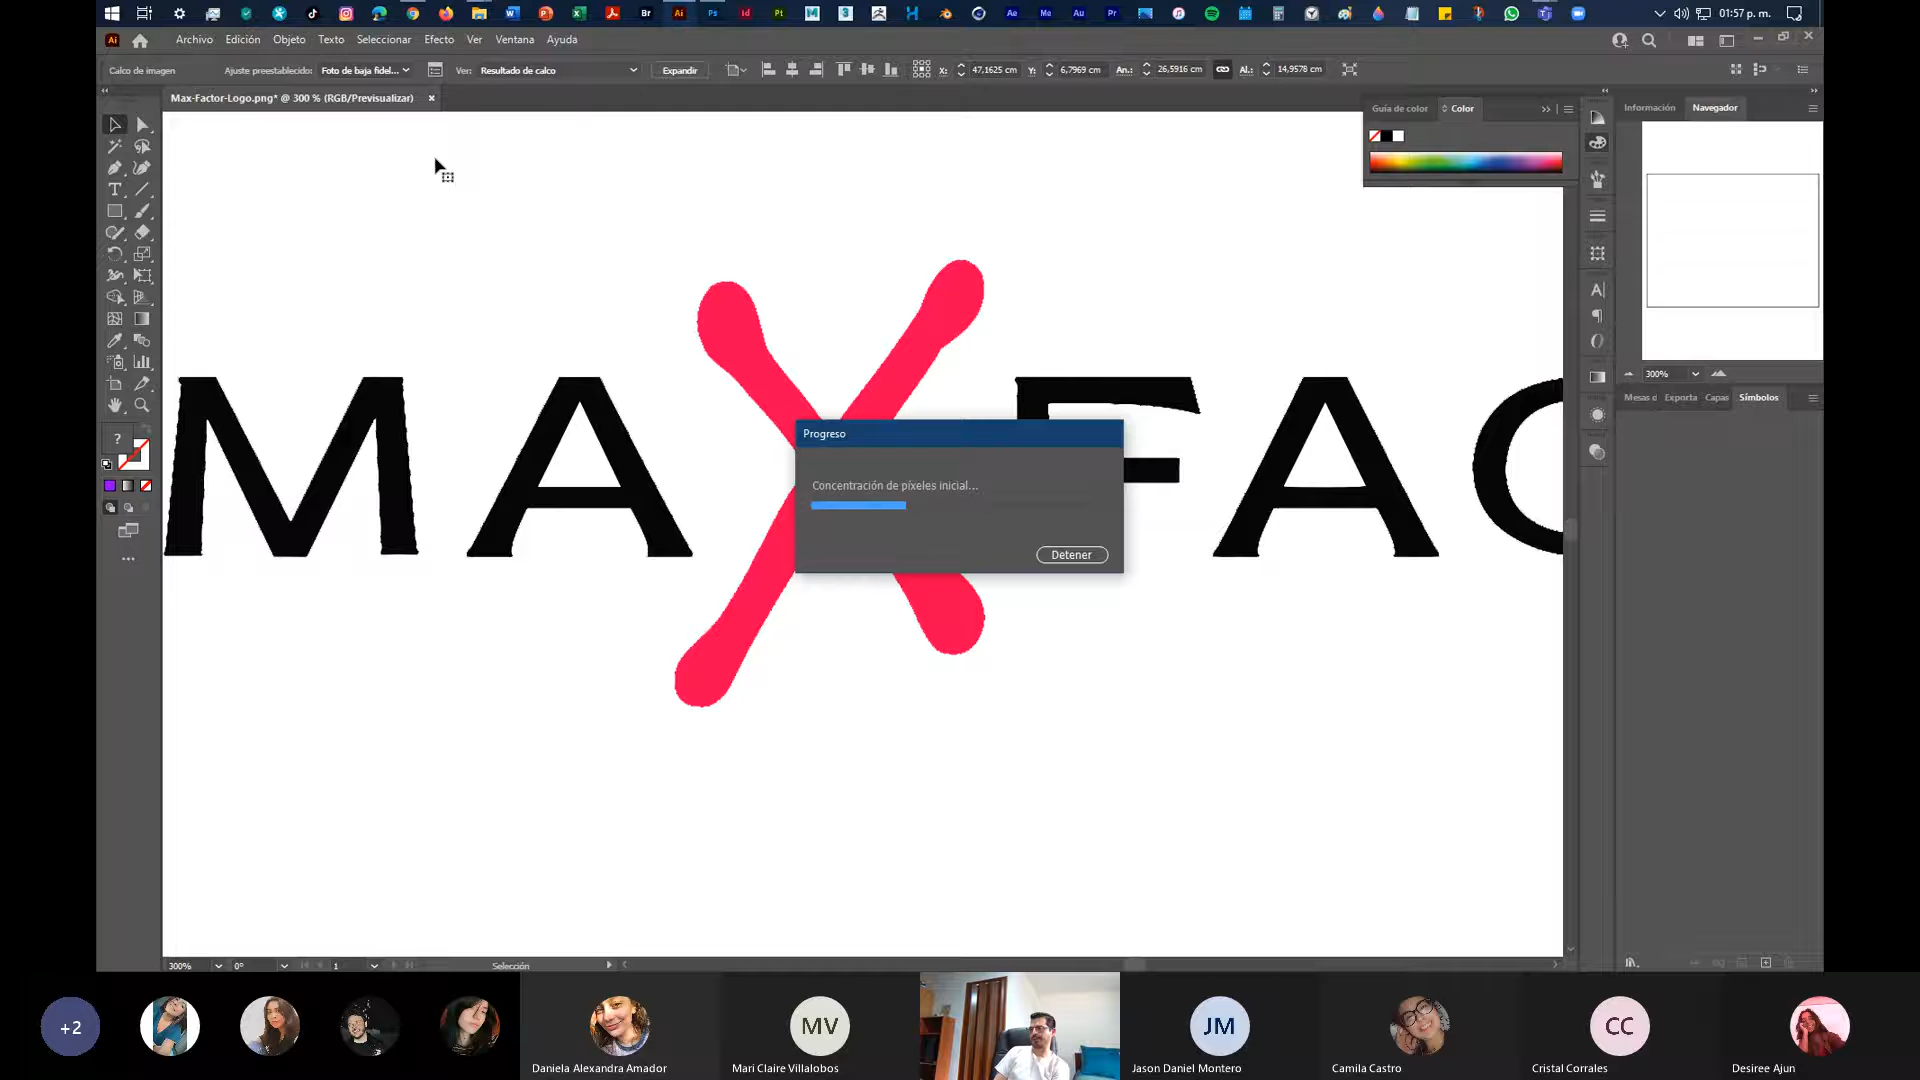 01:57 p. m.
Archivo Edición Objeto Texto Seleccionar Efecto Ver Ventana Ayuda
Calco de imagen Ajuste preestablecido: Foto de baja fidel... Ver: Resultado de calco Expandir X: 47,1625 cm Y: 6,7969 cm An.: 26,5916 cm Al.: 14,9578 cm
Max-Factor-Logo.png* @ 300 % (RGB/Previsualizar)
Guía de color Color
Información Navegador
300%
Mesas d Exporta Capas Símbolos
MAX FAC
Progreso
Concentración de píxeles inicial...
Detener
300% 0° 1 Selección
+2
MV
JM
CC
Daniela Alexandra Amador
Mari Claire Villalobos
Jason Daniel Montero
Camila Castro
Cristal Corrales
Desiree Ajun